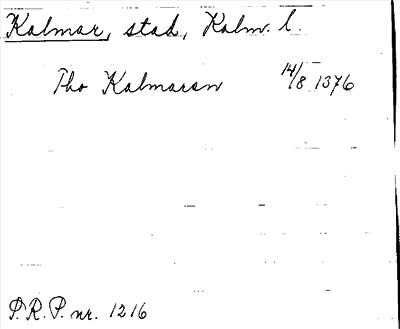 Kalmar, stad, Kalm. l.
Tho Kalmaren 14/8 1376
P.R.P. nr. 1216